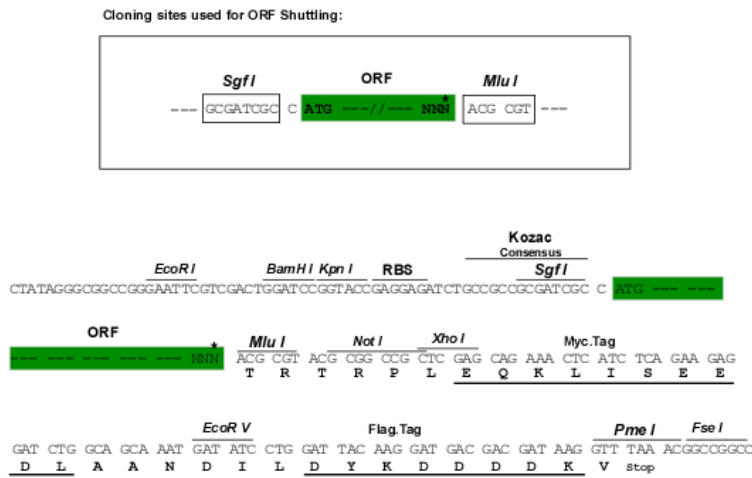 Cloning sites used for ORF Shuttling:
Sgf I ORF Mlu I
--- GCGATCGC C ATG ---//--- NNN* ACG CGT ---
Kozac
Consensus
EcoR I BamH I Kpn I RBS Sgf I
CTATAGGGCGGCCGGGAATTCGTCGACTGGATCCGGTACCGAGGAGATCTGCCGCCGCGATCGC C ATG --- ---
ORF Mlu I Not I Xho I Myc.Tag
--- --- --- --- --- NNN* ACG CGT ACG CGG CCG CTC GAG CAG AAA CTC ATC TCA GAA GAG
T R T R P L E Q K L I S E E
EcoR V Flag.Tag Pme I Fse I
GAT CTG GCA GCA AAT GAT ATC CTG GAT TAC AAG GAT GAC GAC GAT AAG GTT TAA ACGGCCGGCC
D L A A N D I L D Y K D D D D K V Stop